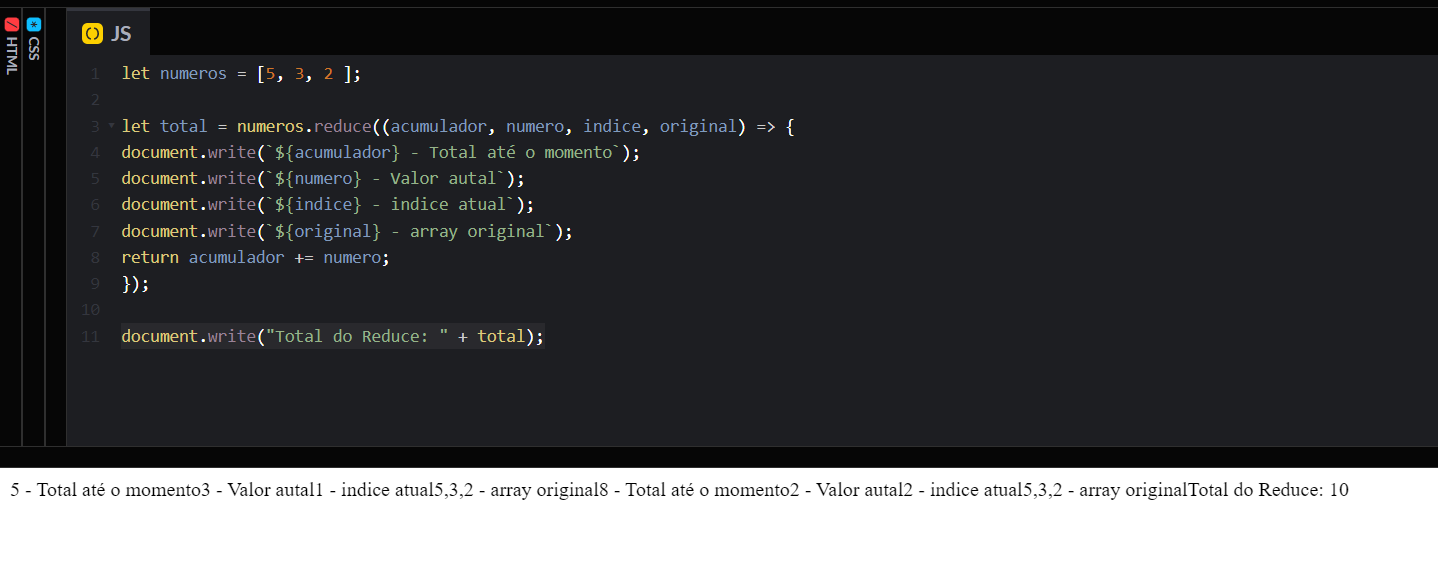 HTML
CSS
JS
1 let numeros = [5, 3, 2 ];
2
3 let total = numeros.reduce((acumulador, numero, indice, original) => {
4 document.write(`${acumulador} - Total até o momento`);
5 document.write(`${numero} - Valor autal`);
6 document.write(`${indice} - indice atual`);
7 document.write(`${original} - array original`);
8 return acumulador += numero;
9 });
10
11 document.write("Total do Reduce: " + total);
5 - Total até o momento3 - Valor autal1 - indice atual5,3,2 - array original8 - Total até o momento2 - Valor autal2 - indice atual5,3,2 - array originalTotal do Reduce: 10